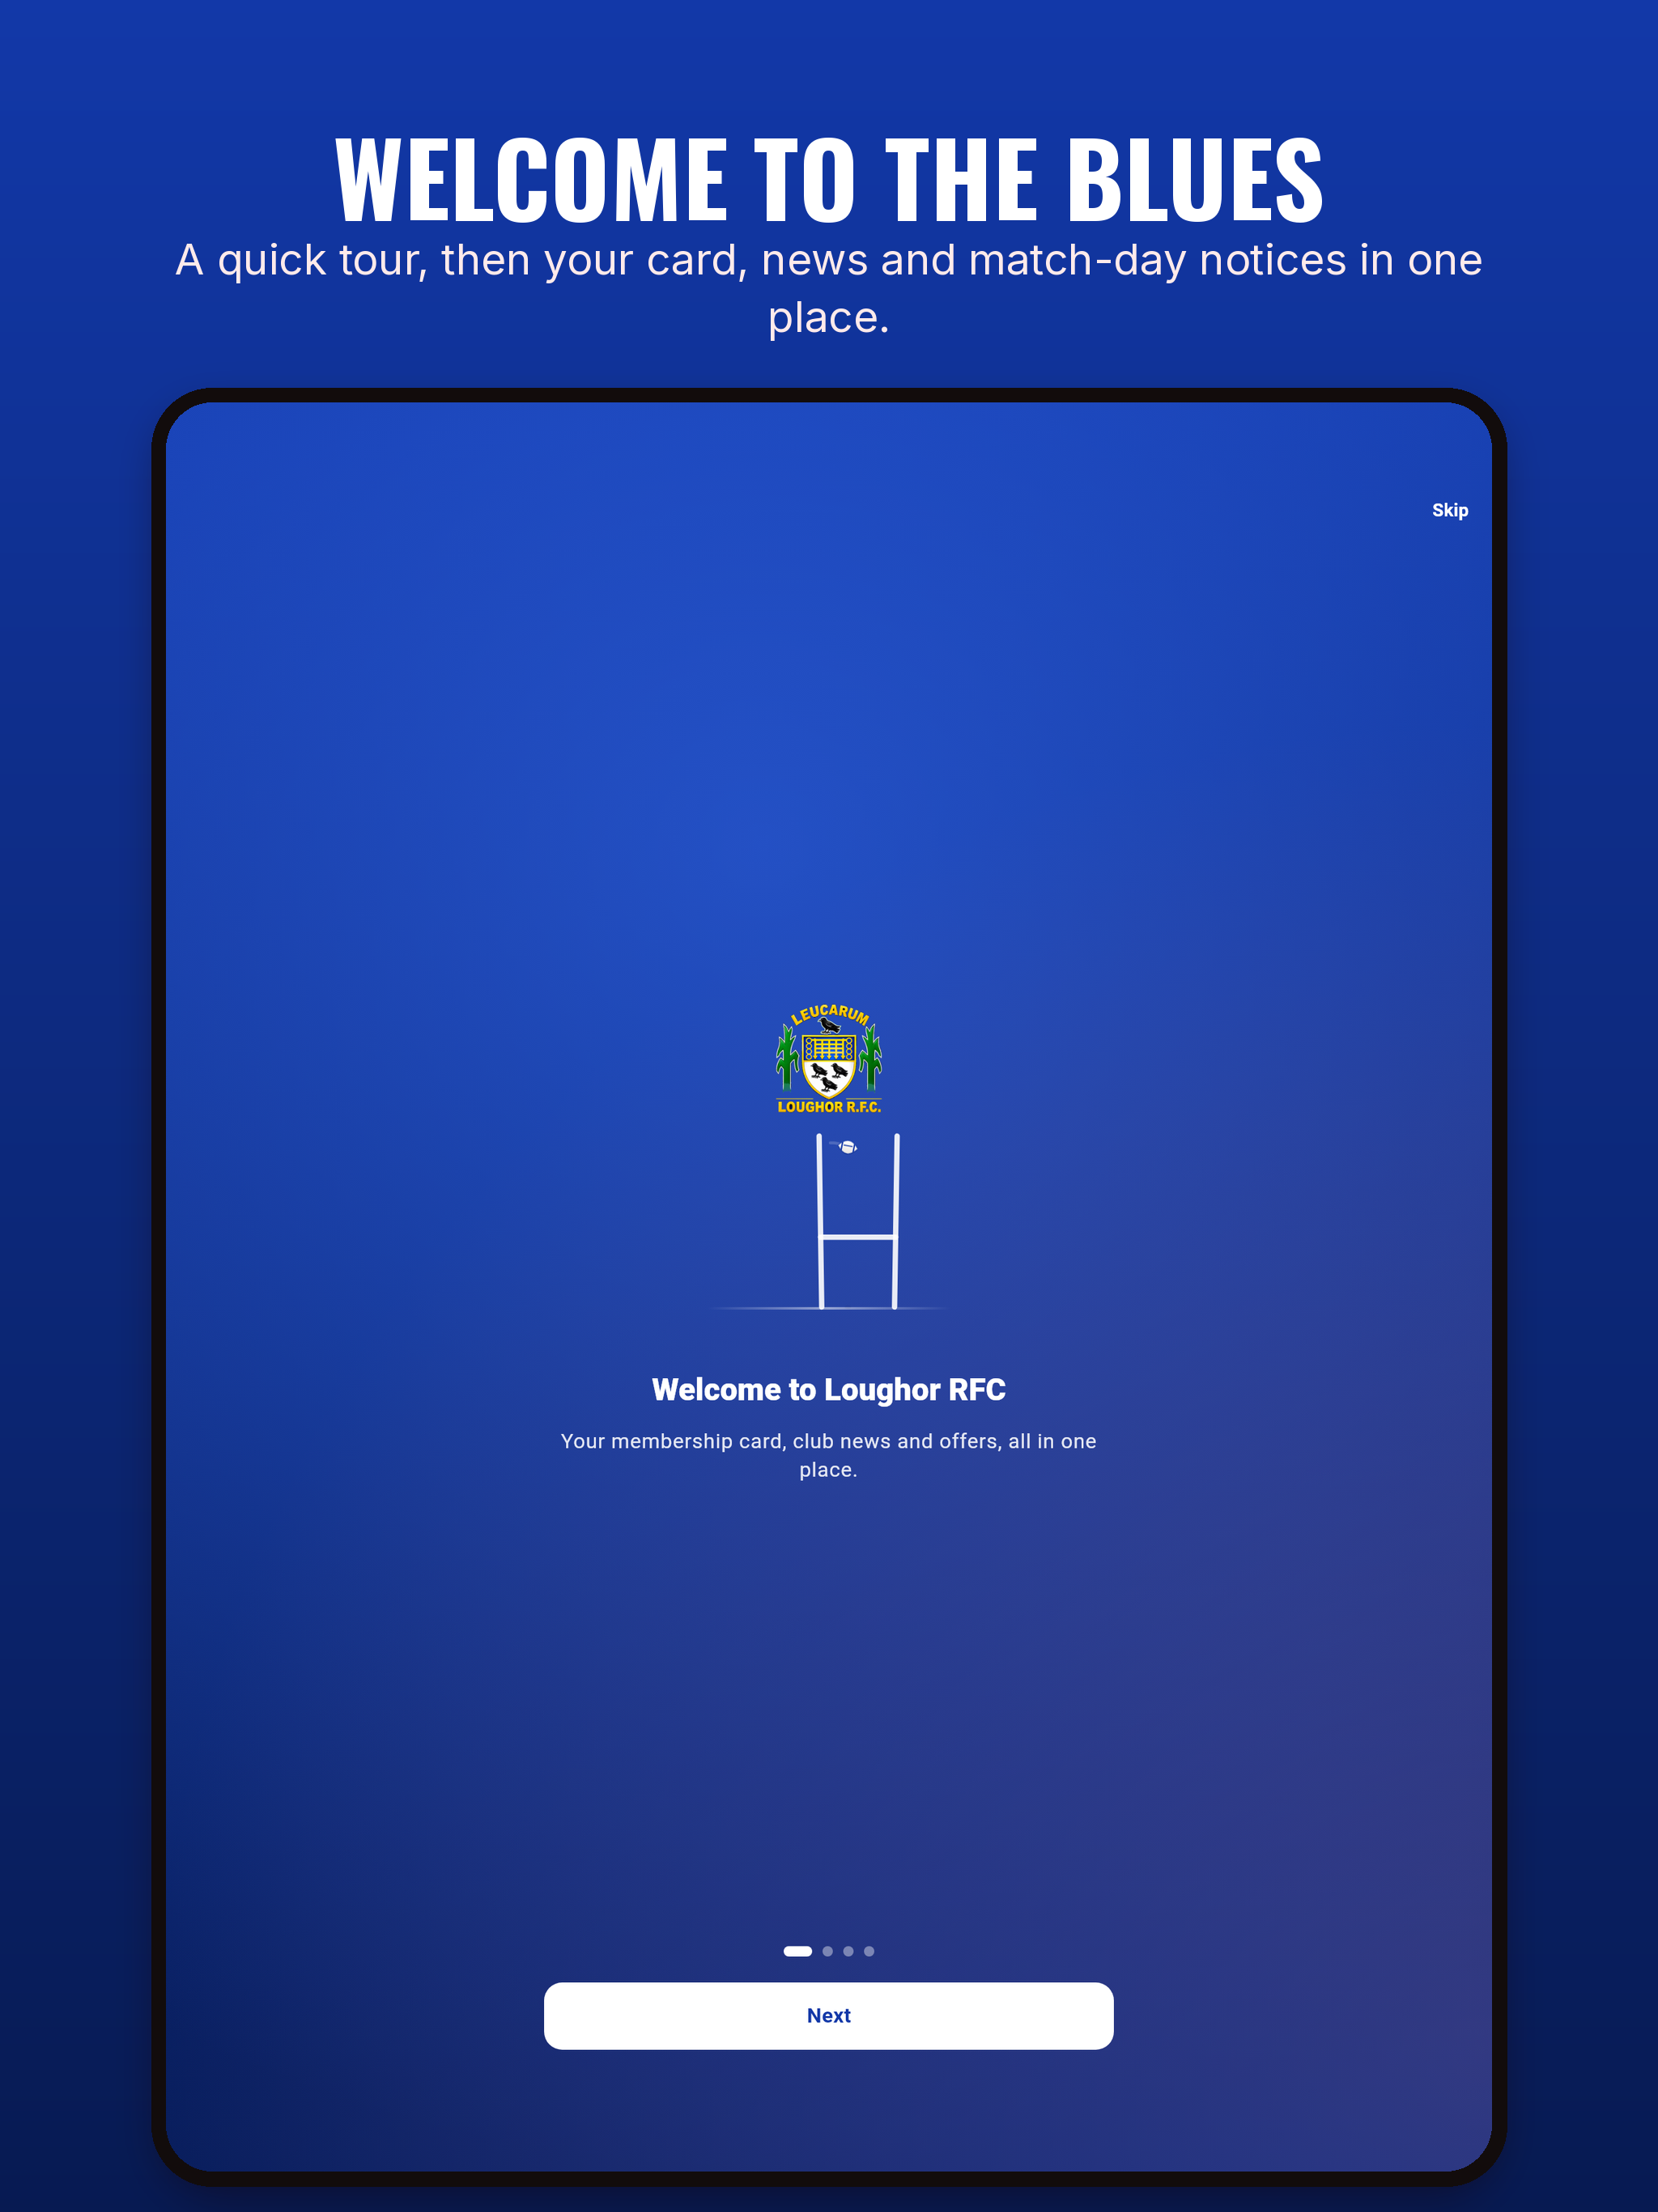 WELCOME TO THE BLUES
A quick tour, then your card, news and match-day notices in one
place.
Skip
LEUCARUM
LOUGHOR R.F.C.
Welcome to Loughor RFC
Your membership card, club news and offers, all in one
place.
Next